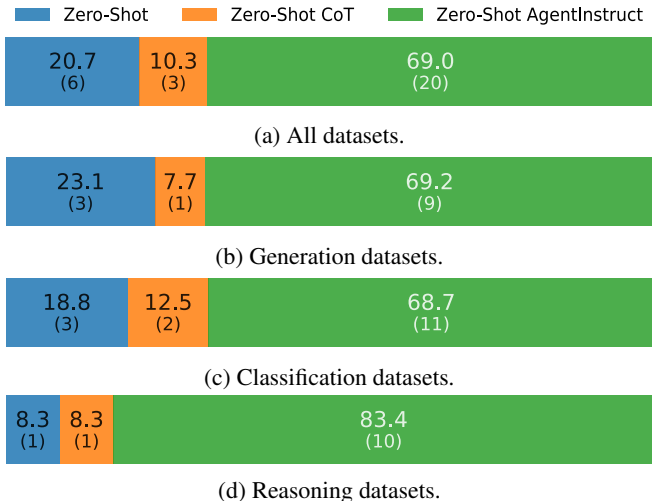 Zero-Shot Zero-Shot CoT Zero-Shot AgentInstruct
20.7 10.3 69.0
(6) (3) (20)
(a) All datasets.
23.1 7.7 69.2
(3) (1) (9)
(b) Generation datasets.
18.8 12.5 68.7
(3) (2) (11)
(c) Classification datasets.
8.3 8.3 83.4
(1) (1) (10)
(d) Reasoning datasets.